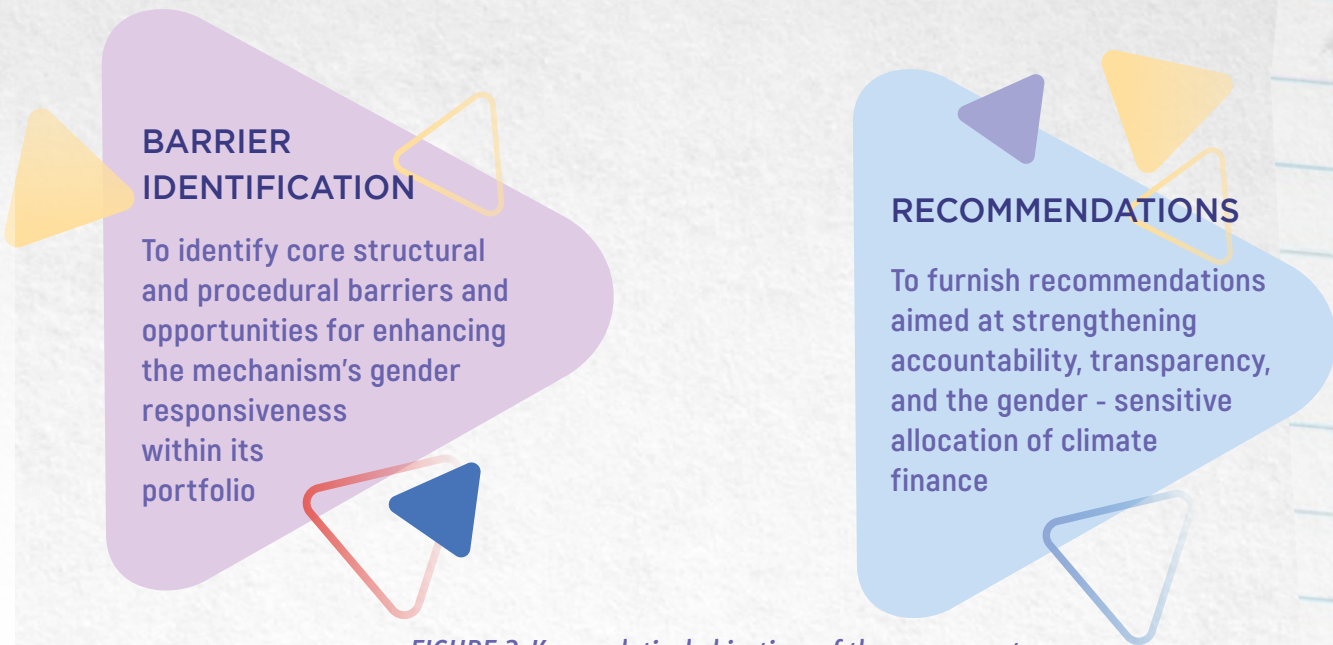 BARRIER
IDENTIFICATION
To identify core structural
and procedural barriers and
opportunities for enhancing
the mechanism's gender
responsiveness
within its
portfolio
RECOMMENDATIONS
To furnish recommendations
aimed at strengthening
accountability, transparency,
and the gender - sensitive
allocation of climate
finance